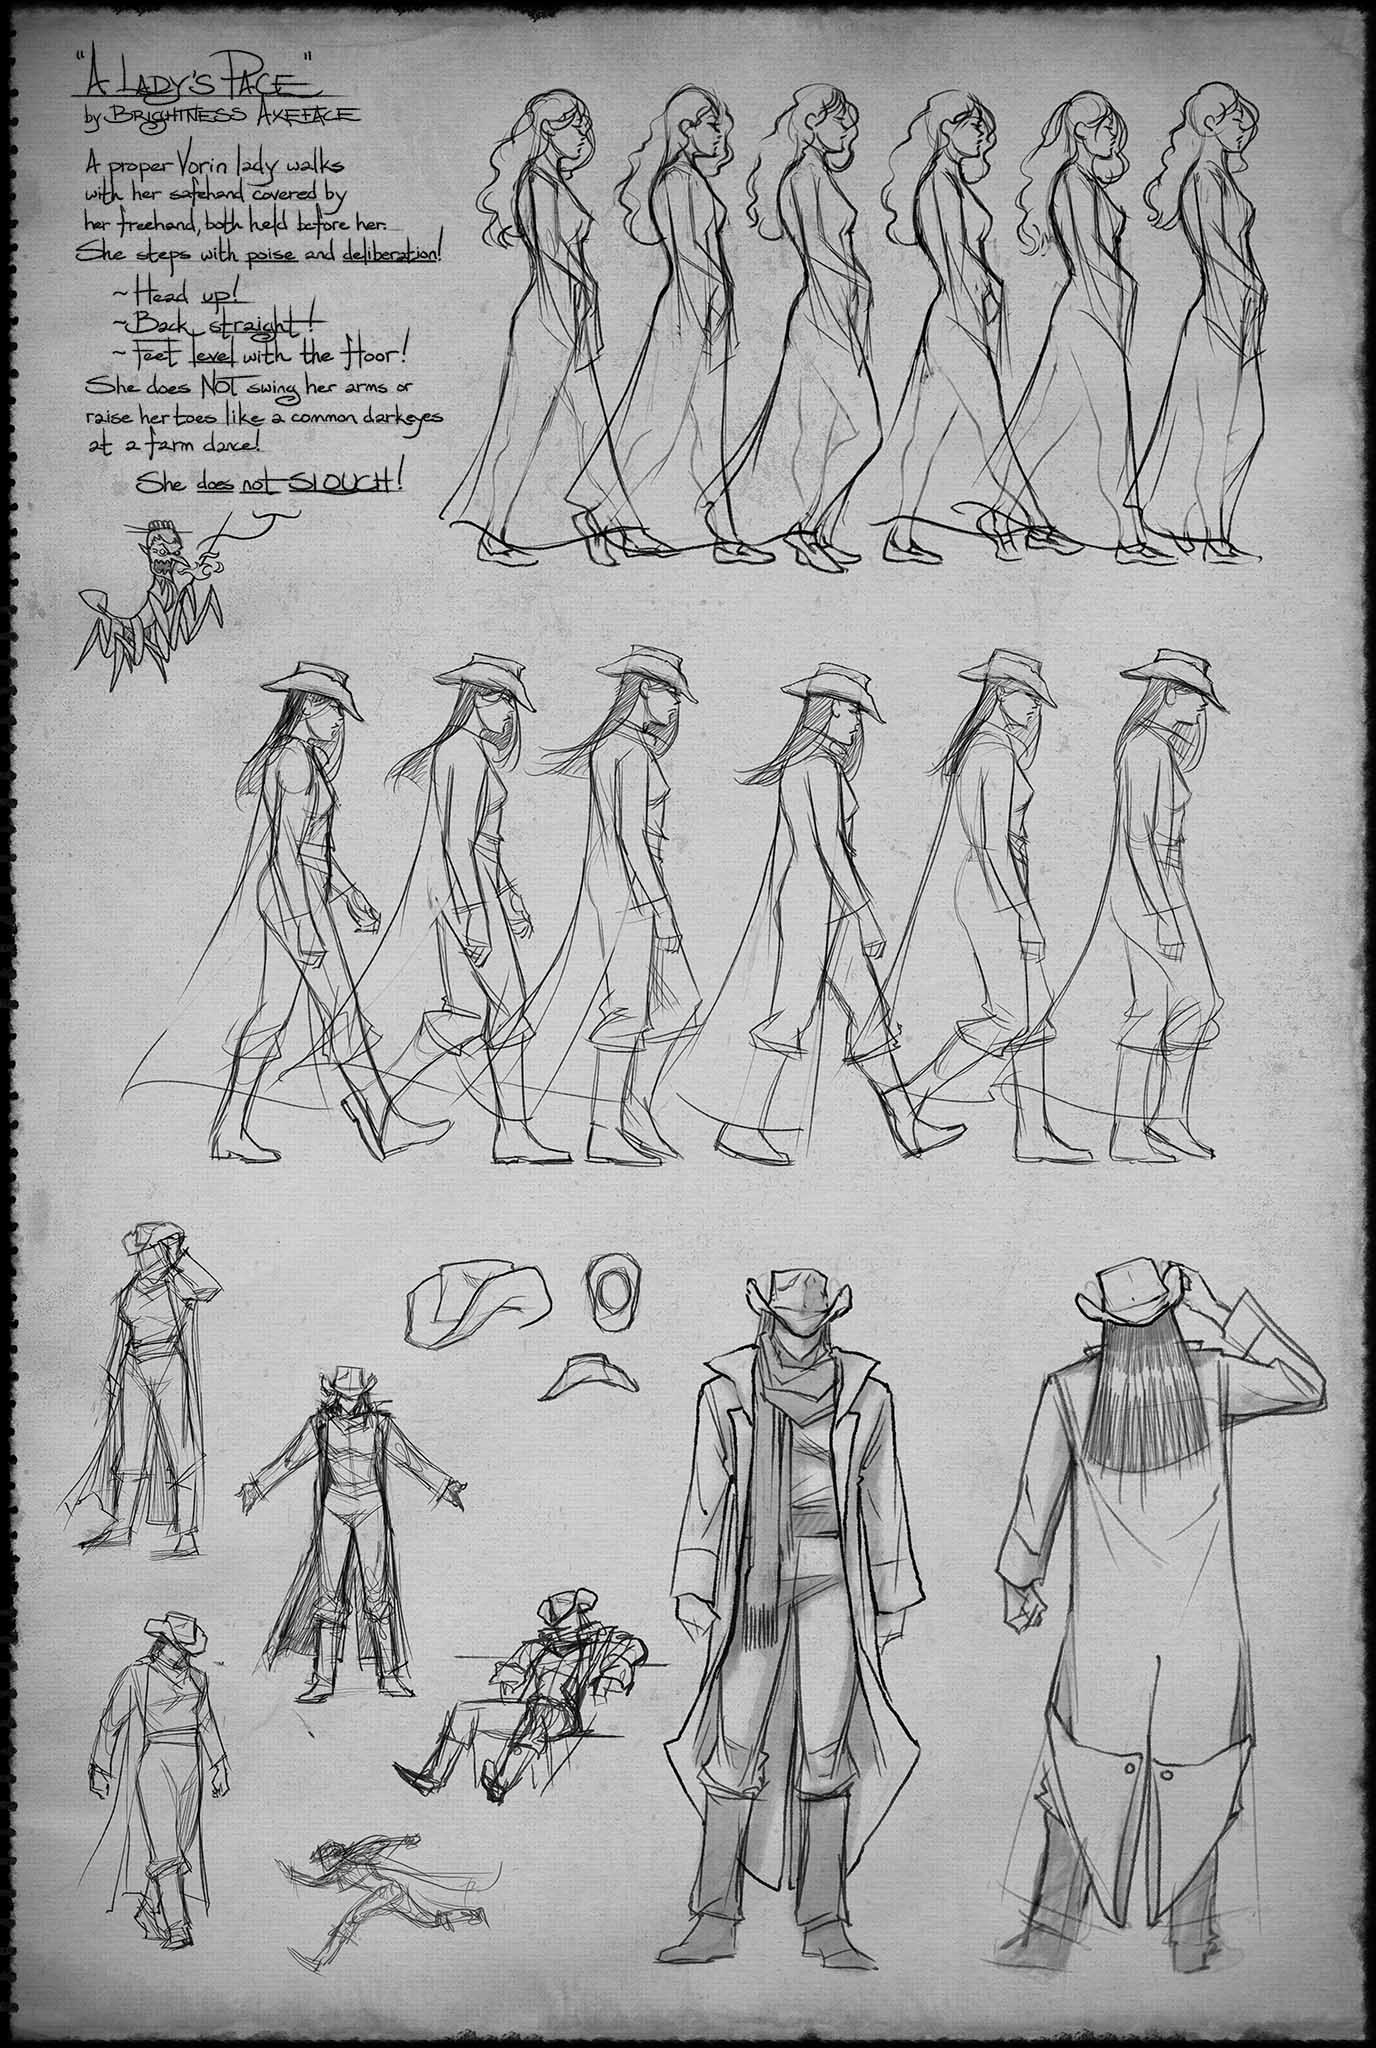 "A LADY'S PACE"
by BRIGHTNESS AXEFACE
A proper Vorin lady walks
with her safehand covered by
her freehand, both held before her.
She steps with poise and deliberation!
~ Head up!
~ Back straight!
~ Feet level with the floor!
She does NOT swing her arms or
raise her toes like a common darkeyes
at a farm dance!
She does not SLOUCH!